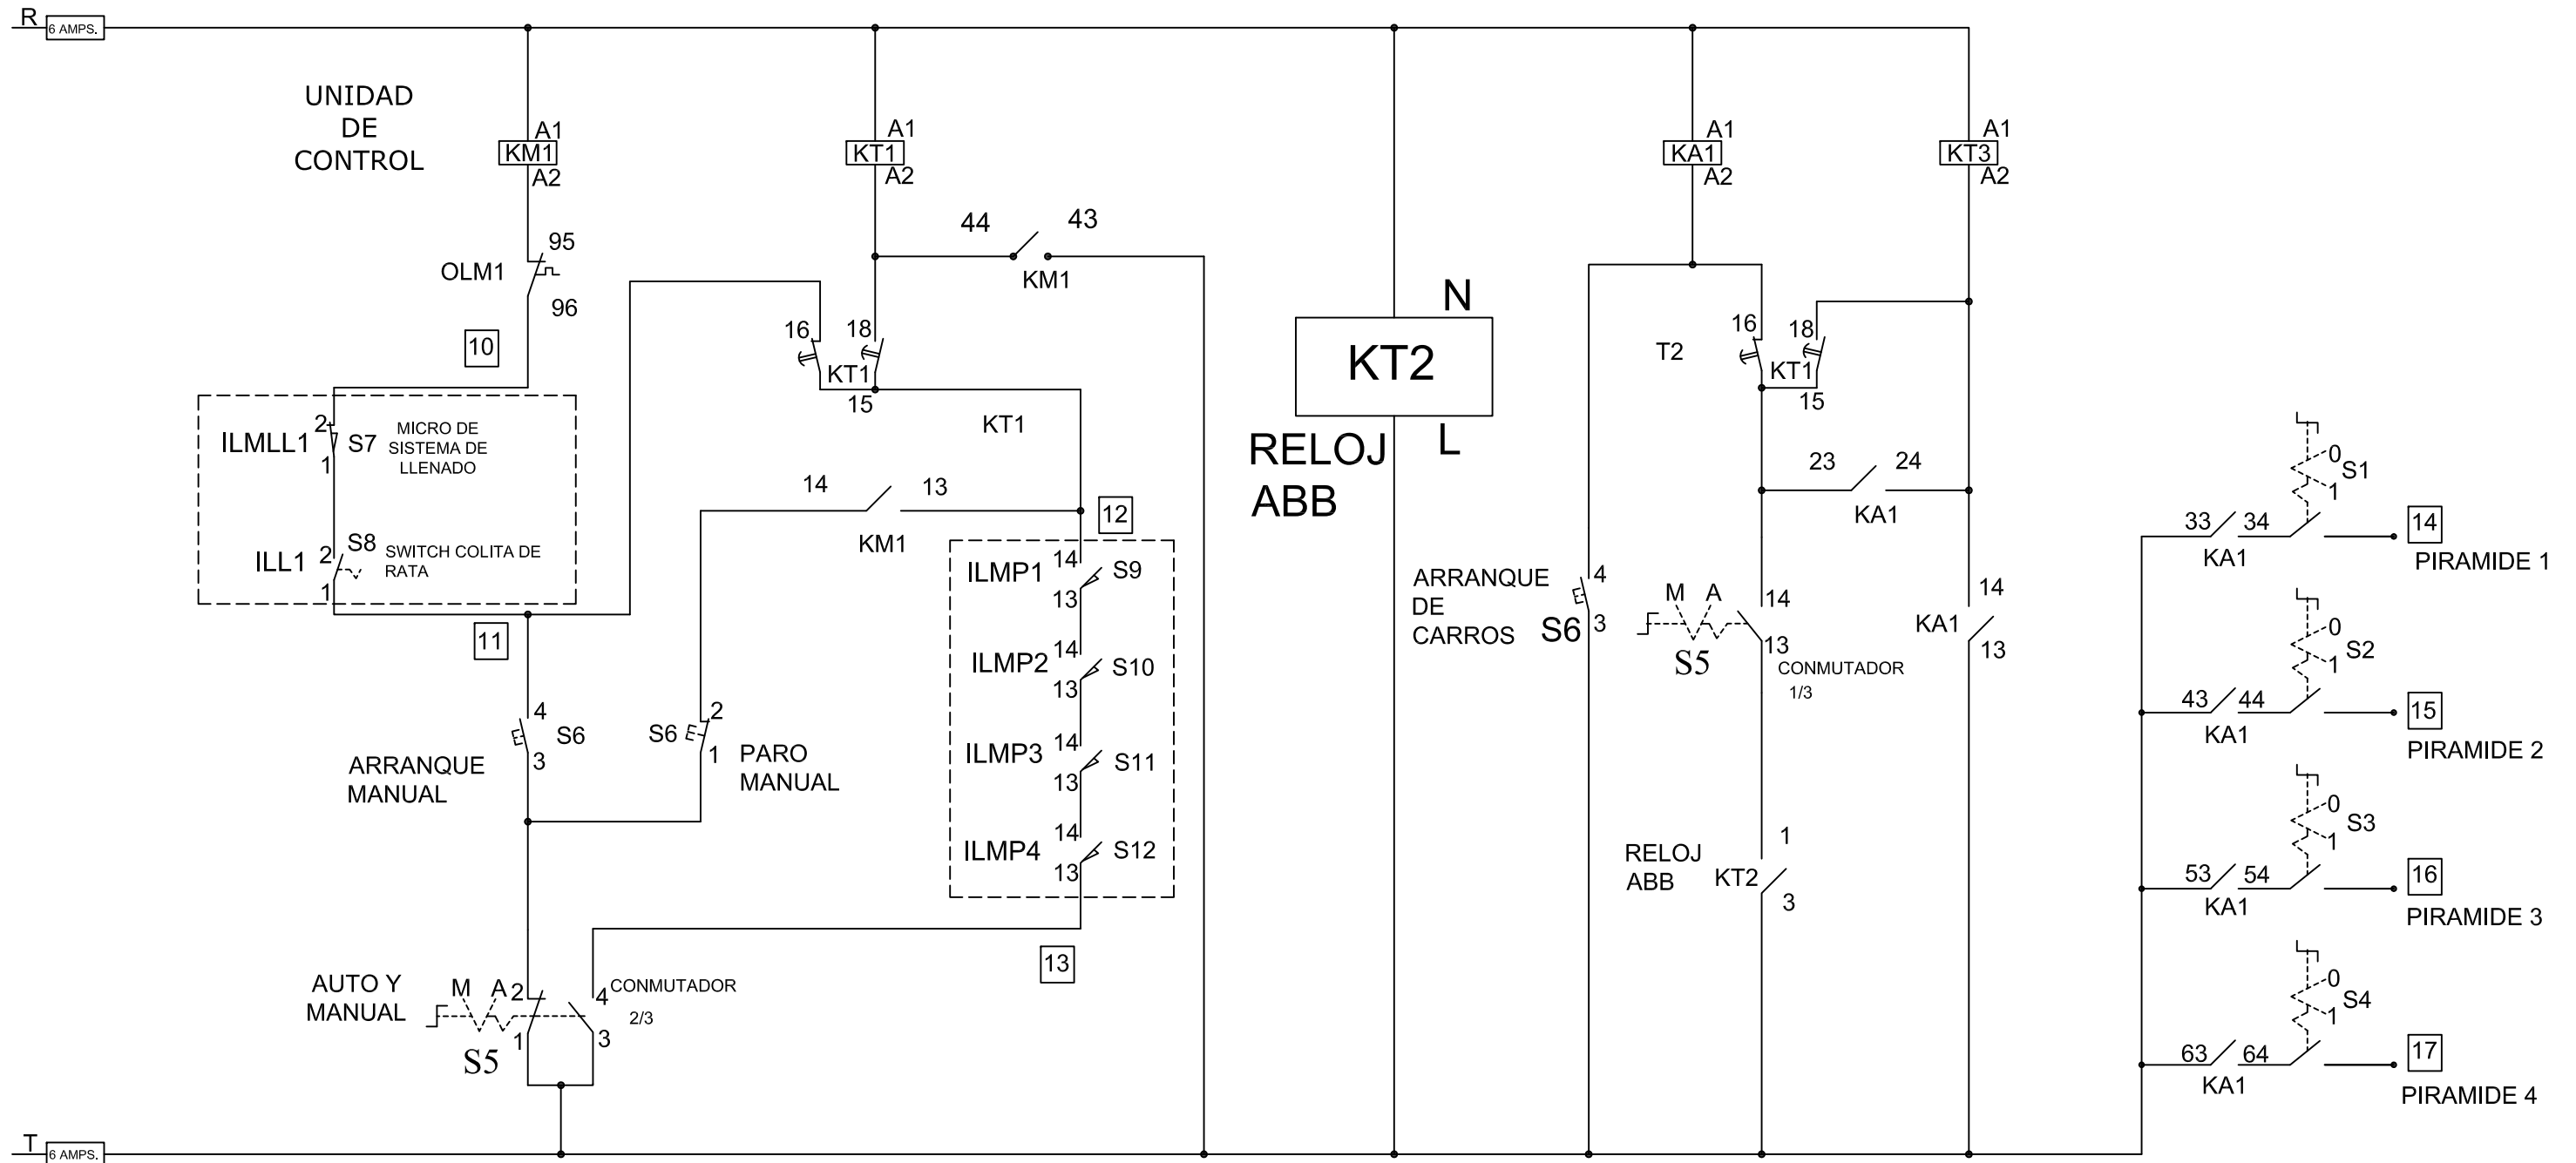 R
6 AMPS.
UNIDAD
DE
CONTROL
A1
KM1
A2
OLM1
95
96
10
ILMLL1
2
1
S7
MICRO DE
SISTEMA DE
LLENADO
ILL1
2
1
S8
SWITCH COLITA DE
RATA
11
4
S6
3
ARRANQUE
MANUAL
S6
2
1
PARO
MANUAL
AUTO Y
MANUAL
M A
2
1
S5
4
3
CONMUTADOR
2/3
A1
KT1
A2
44 43
KM1
16
18
KT1
15
KT1
14 13
KM1
12
ILMP1
14
13
S9
ILMP2
14
13
S10
ILMP3
14
13
S11
ILMP4
14
13
S12
13
N
KT2
L
RELOJ
ABB
A1
KA1
A2
A1
KT3
A2
T2
16
18
KT1
15
23 24
KA1
ARRANQUE
DE
CARROS
4
S6
3
M A
S5
14
13
CONMUTADOR
1/3
KA1
14
13
RELOJ
ABB
KT2
1
3
0
S1
1
33 34
KA1
14
PIRAMIDE 1
0
S2
1
43 44
KA1
15
PIRAMIDE 2
0
S3
1
53 54
KA1
16
PIRAMIDE 3
0
S4
1
63 64
KA1
17
PIRAMIDE 4
T
6 AMPS.